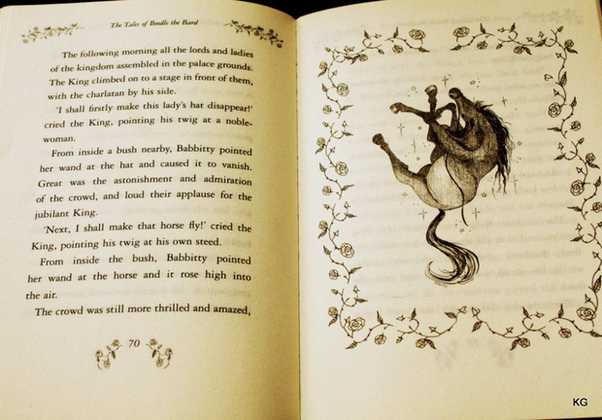 The Tales of Beedle the Bard
The following morning all the lords and ladies
of the kingdom assembled in the palace grounds.
The King climbed on to a stage in front of them,
with the charlatan by his side.
'I shall firstly make this lady's hat disappear!'
cried the King, pointing his twig at a noble-
woman.
From inside a bush nearby, Babbitty pointed
her wand at the hat and caused it to vanish.
Great was the astonishment and admiration
of the crowd, and loud their applause for the
jubilant King.
'Next, I shall make that horse fly!' cried the
King, pointing his twig at his own steed.
From inside the bush, Babbitty pointed
her wand at the horse and it rose high into
the air.
The crowd was still more thrilled and amazed,
70
KG